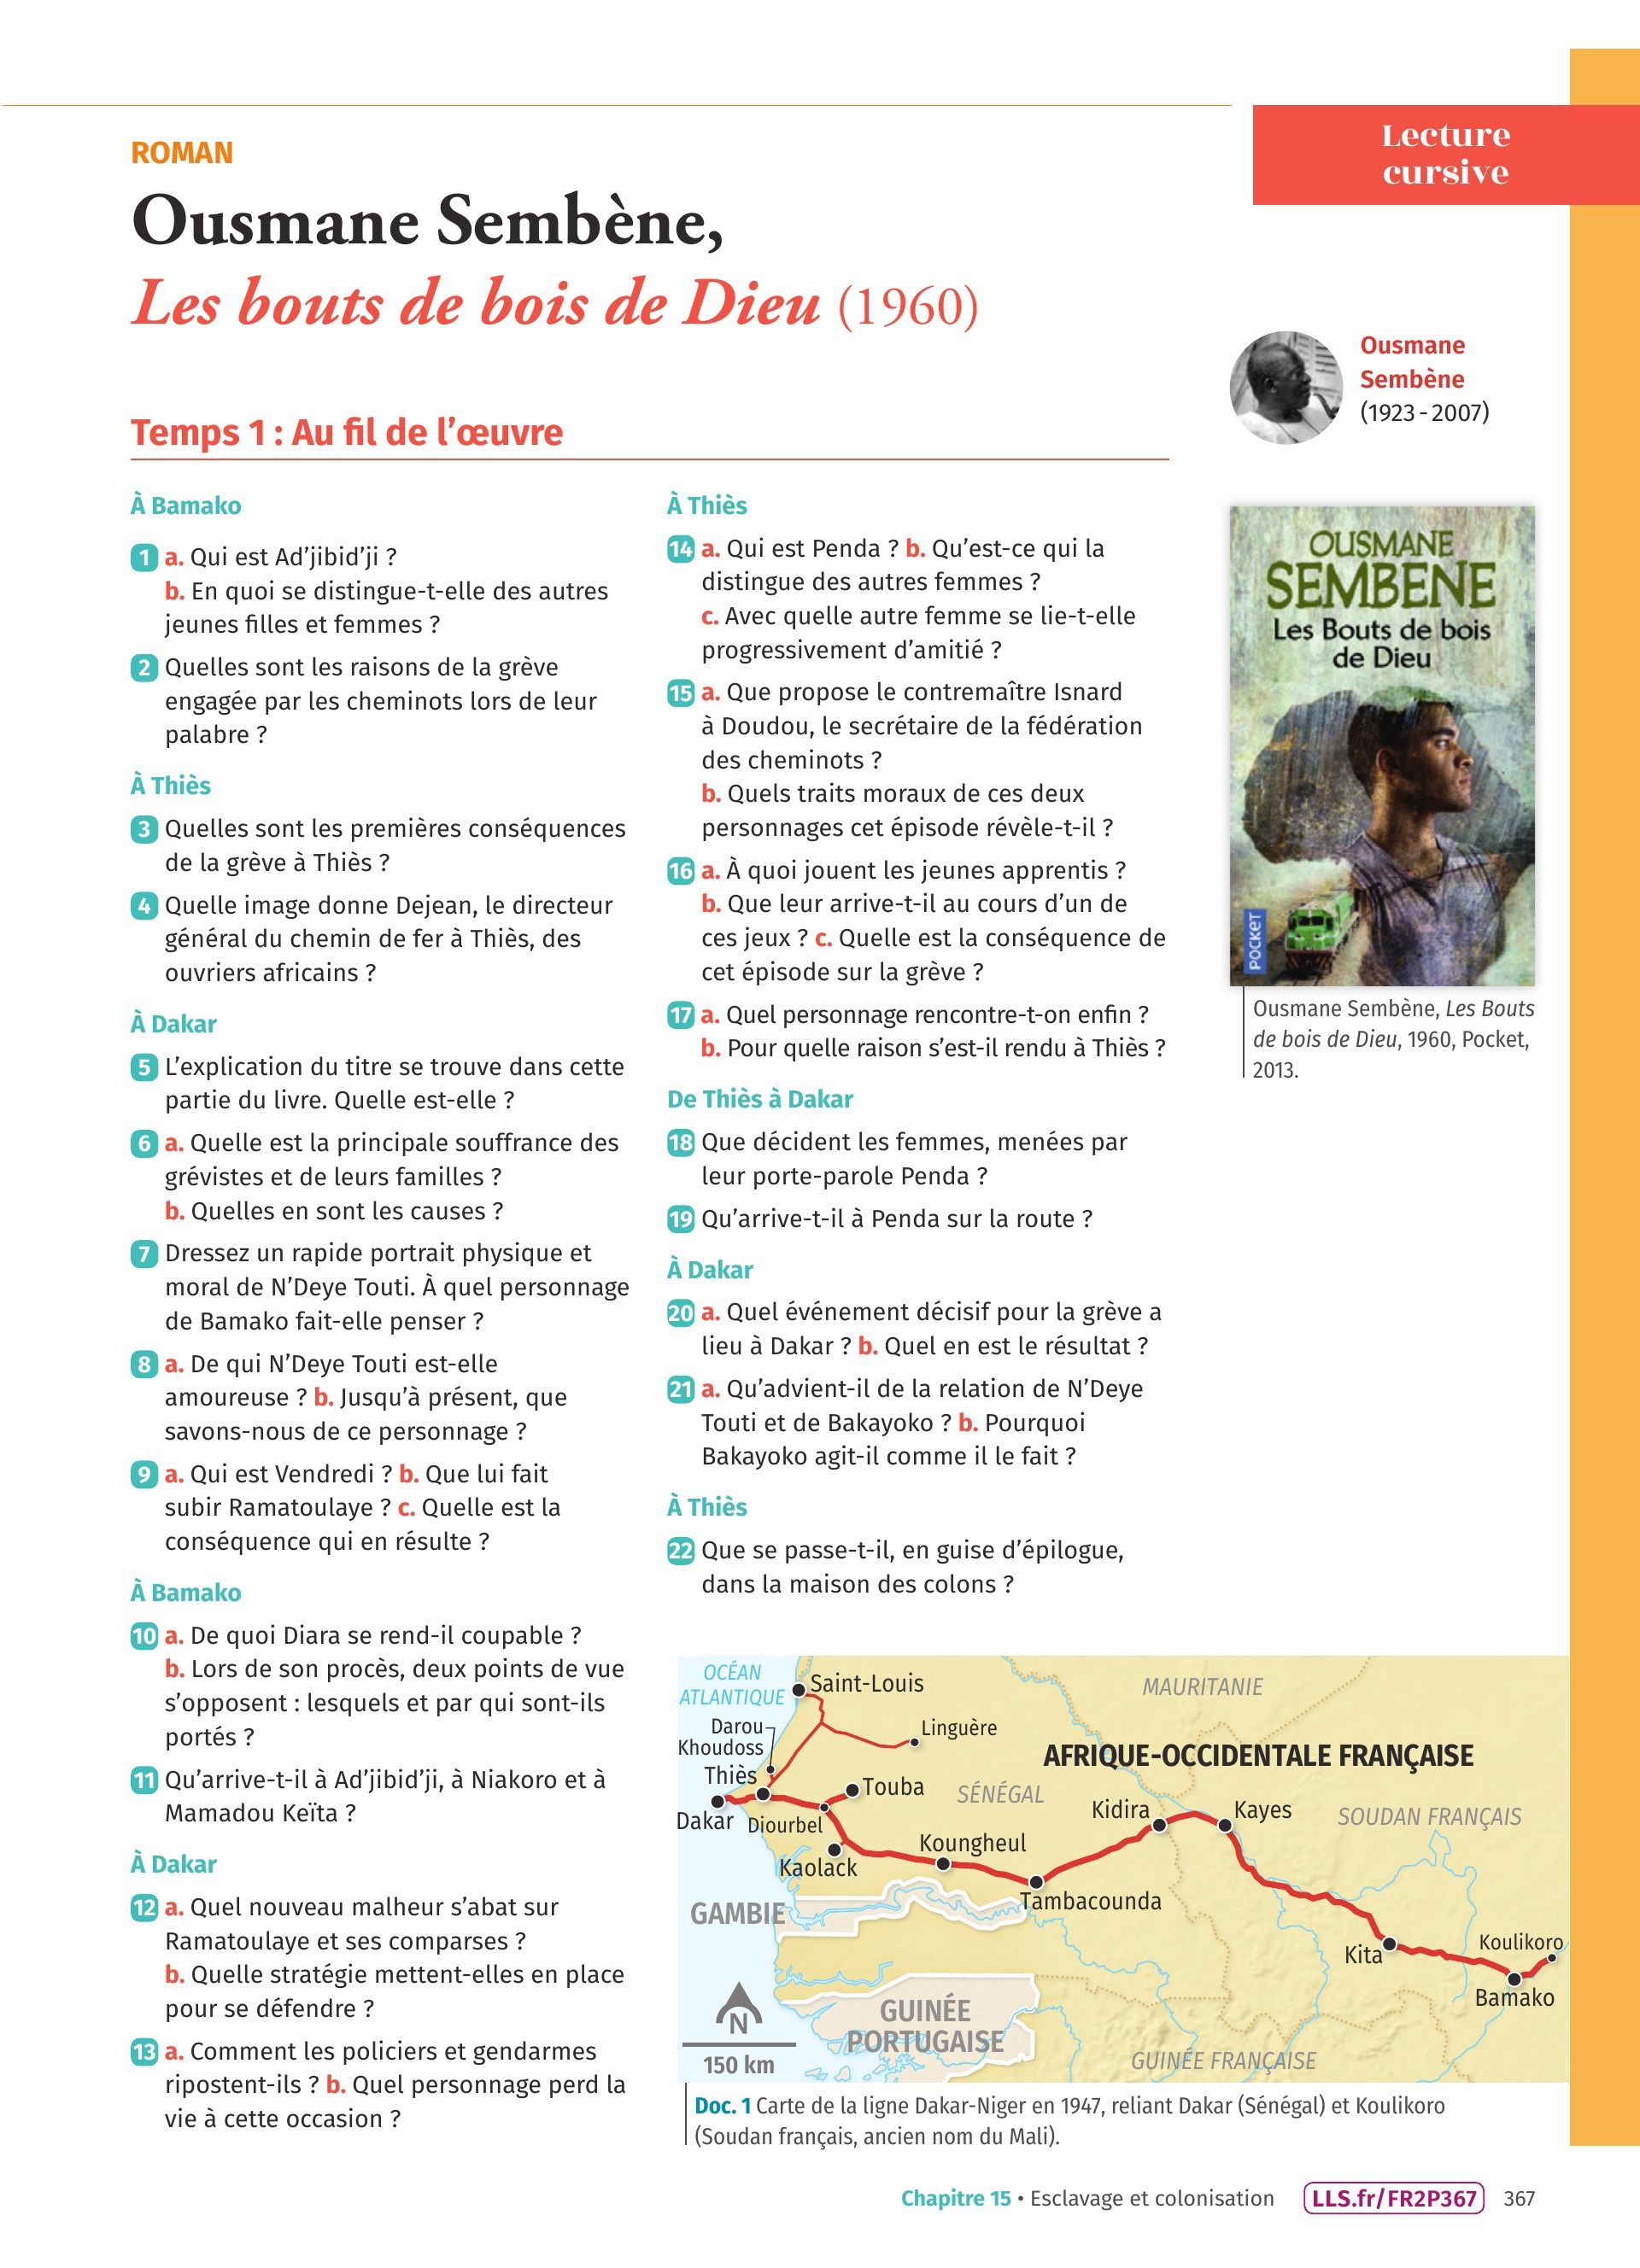 Lecture
cursive
ROMAN
Ousmane Sembène,
Les bouts de bois de Dieu (1960)
Ousmane
Sembène
(1923 - 2007)
Temps 1 : Au fil de l’œuvre
À Bamako
1 a. Qui est Ad’jibid’ji ?
b. En quoi se distingue-t-elle des autres
jeunes filles et femmes ?
2 Quelles sont les raisons de la grève
engagée par les cheminots lors de leur
palabre ?
À Thiès
3 Quelles sont les premières conséquences
de la grève à Thiès ?
4 Quelle image donne Dejean, le directeur
général du chemin de fer à Thiès, des
ouvriers africains ?
À Dakar
5 L’explication du titre se trouve dans cette
partie du livre. Quelle est-elle ?
6 a. Quelle est la principale souffrance des
grévistes et de leurs familles ?
b. Quelles en sont les causes ?
7 Dressez un rapide portrait physique et
moral de N’Deye Touti. À quel personnage
de Bamako fait-elle penser ?
8 a. De qui N’Deye Touti est-elle
amoureuse ? b. Jusqu’à présent, que
savons-nous de ce personnage ?
9 a. Qui est Vendredi ? b. Que lui fait
subir Ramatoulaye ? c. Quelle est la
conséquence qui en résulte ?
À Bamako
10 a. De quoi Diara se rend-il coupable ?
b. Lors de son procès, deux points de vue
s’opposent : lesquels et par qui sont-ils
portés ?
11 Qu’arrive-t-il à Ad’jibid’ji, à Niakoro et à
Mamadou Keïta ?
À Dakar
12 a. Quel nouveau malheur s’abat sur
Ramatoulaye et ses comparses ?
b. Quelle stratégie mettent-elles en place
pour se défendre ?
13 a. Comment les policiers et gendarmes
ripostent-ils ? b. Quel personnage perd la
vie à cette occasion ?
À Thiès
14 a. Qui est Penda ? b. Qu’est-ce qui la
distingue des autres femmes ?
c. Avec quelle autre femme se lie-t-elle
progressivement d’amitié ?
15 a. Que propose le contremaître Isnard
à Doudou, le secrétaire de la fédération
des cheminots ?
b. Quels traits moraux de ces deux
personnages cet épisode révèle-t-il ?
16 a. À quoi jouent les jeunes apprentis ?
b. Que leur arrive-t-il au cours d’un de
ces jeux ? c. Quelle est la conséquence de
cet épisode sur la grève ?
17 a. Quel personnage rencontre-t-on enfin ?
b. Pour quelle raison s’est-il rendu à Thiès ?
De Thiès à Dakar
18 Que décident les femmes, menées par
leur porte-parole Penda ?
19 Qu’arrive-t-il à Penda sur la route ?
À Dakar
20 a. Quel événement décisif pour la grève a
lieu à Dakar ? b. Quel en est le résultat ?
21 a. Qu’advient-il de la relation de N’Deye
Touti et de Bakayoko ? b. Pourquoi
Bakayoko agit-il comme il le fait ?
À Thiès
22 Que se passe-t-il, en guise d’épilogue,
dans la maison des colons ?
OUSMANE
SEMBENE
Les Bouts de bois
de Dieu
POCKET
Ousmane Sembène, Les Bouts
de bois de Dieu, 1960, Pocket,
2013.
OCÉAN
ATLANTIQUE
Saint-Louis
MAURITANIE
Darou-
Khoudoss
Linguère
AFRIQUE-OCCIDENTALE FRANÇAISE
Thiès
Touba
SÉNÉGAL
Kidira
Kayes
SOUDAN FRANÇAIS
Dakar
Diourbel
Koungheul
Kaolack
Tambacounda
GAMBIE
Kita
Koulikoro
Bamako
N
150 km
GUINÉE
PORTUGAISE
GUINÉE FRANÇAISE
Doc. 1 Carte de la ligne Dakar-Niger en 1947, reliant Dakar (Sénégal) et Koulikoro
(Soudan français, ancien nom du Mali).
Chapitre 15 • Esclavage et colonisation LLS.fr/FR2P367 367